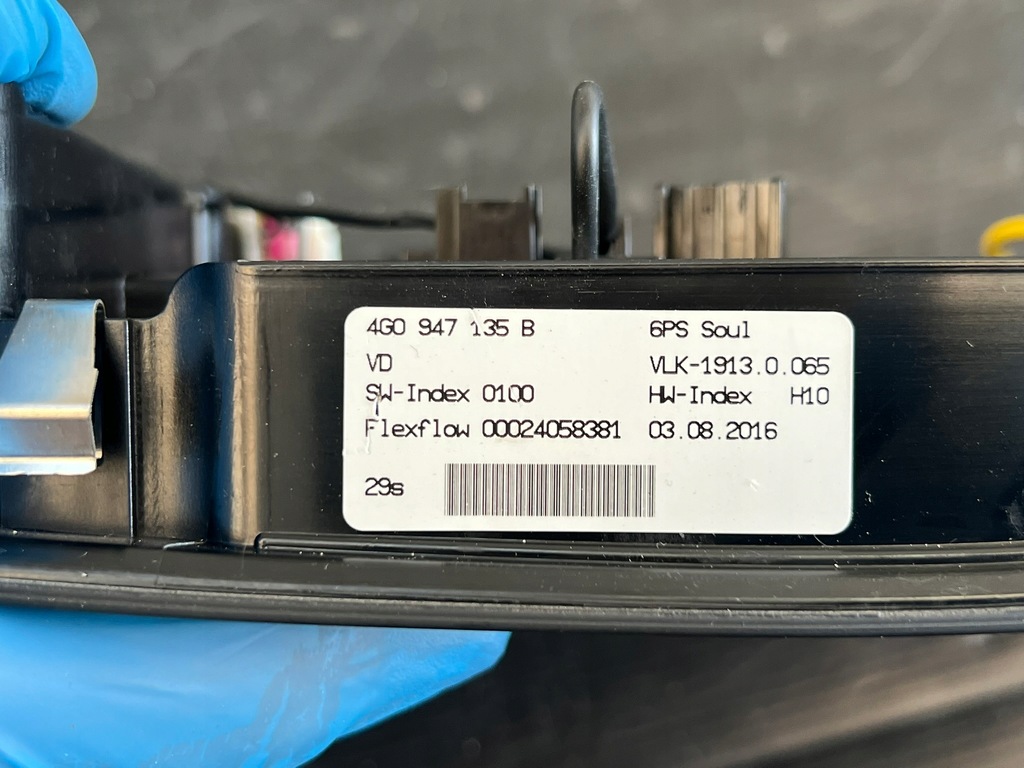 4G0 947 135 B 6PS Soul
VD VLK-1913.0.065
SW-Index 0100 HW-Index H10
Flexflow 00024058381 03.08.2016
29s